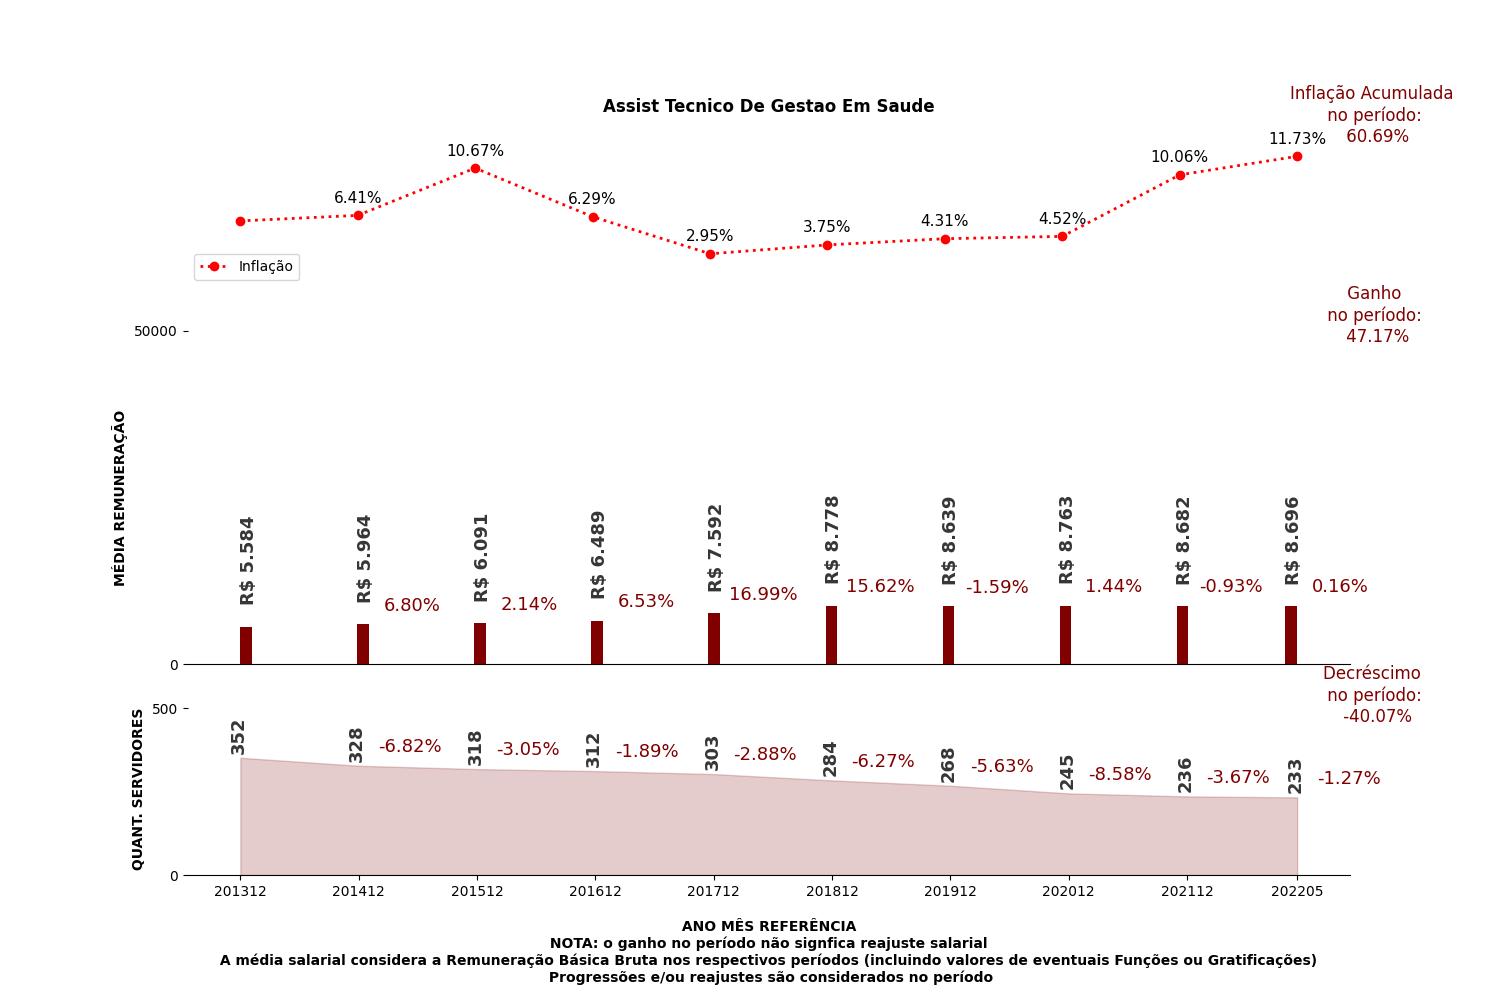 Assist Tecnico De Gestao Em Saude
Inflação Acumulada
no período:
60.69%
6.41%
10.67%
6.29%
2.95%
3.75%
4.31%
4.52%
10.06%
11.73%
Inflação
Ganho
no período:
47.17%
50000
0
MÉDIA REMUNERAÇÃO
R$ 5.584
R$ 5.964
R$ 6.091
R$ 6.489
R$ 7.592
R$ 8.778
R$ 8.639
R$ 8.763
R$ 8.682
R$ 8.696
6.80%
2.14%
6.53%
16.99%
15.62%
-1.59%
1.44%
-0.93%
0.16%
Decréscimo
no período:
-40.07%
500
0
QUANT. SERVIDORES
352
328
318
312
303
284
268
245
236
233
-6.82%
-3.05%
-1.89%
-2.88%
-6.27%
-5.63%
-8.58%
-3.67%
-1.27%
201312
201412
201512
201612
201712
201812
201912
202012
202112
202205
ANO MÊS REFERÊNCIA
NOTA: o ganho no período não signfica reajuste salarial
A média salarial considera a Remuneração Básica Bruta nos respectivos períodos (incluindo valores de eventuais Funções ou Gratificações)
Progressões e/ou reajustes são considerados no período